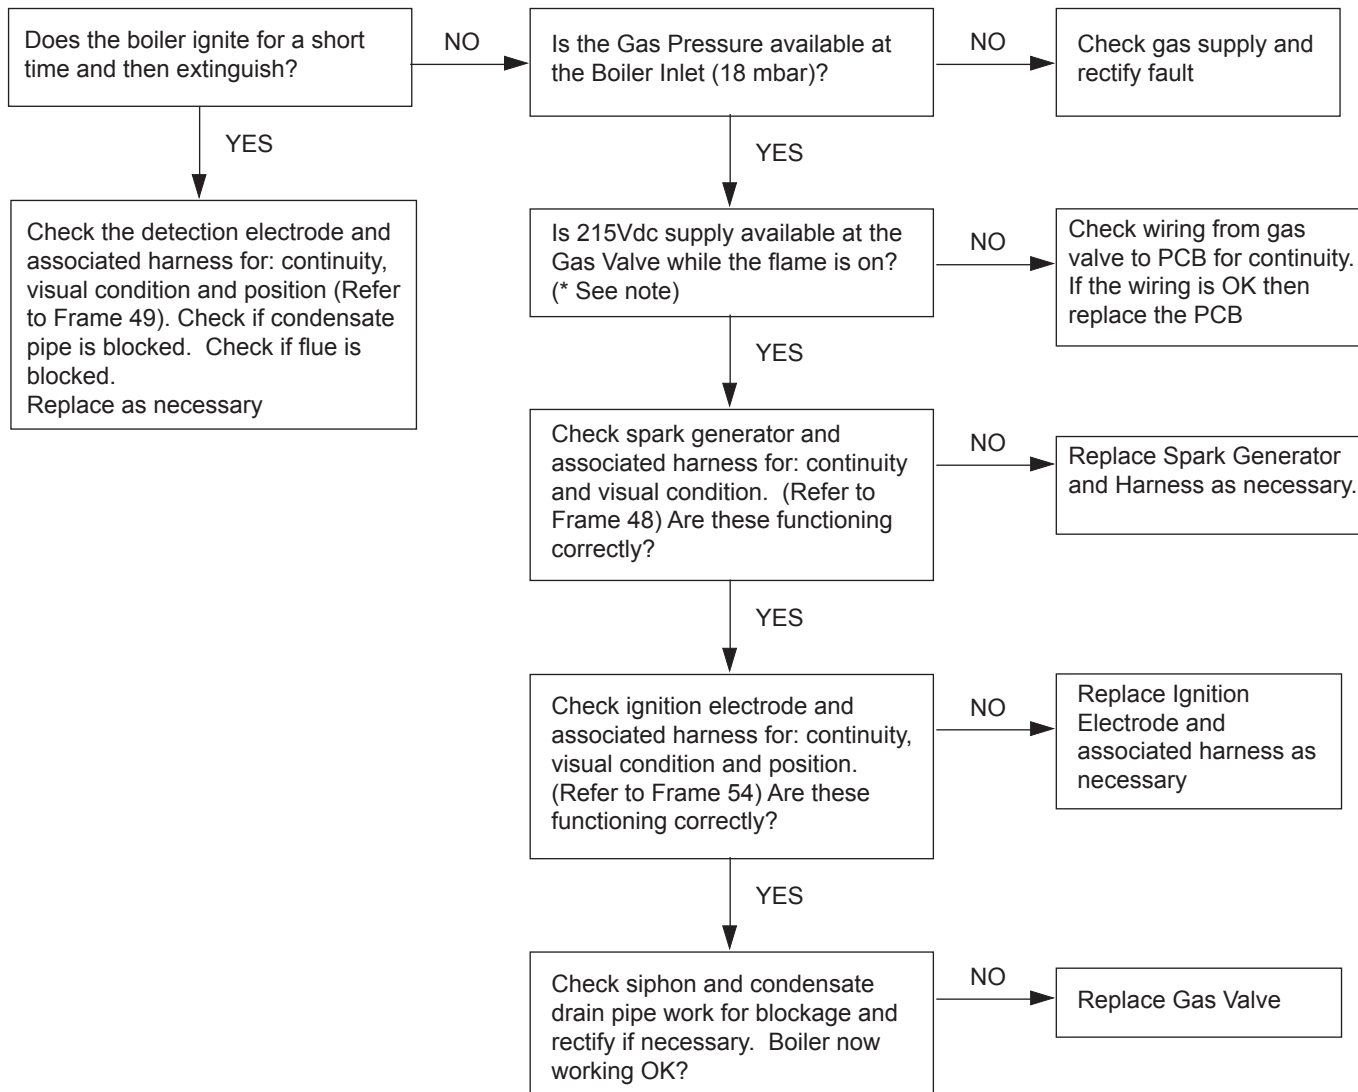 Does the boiler ignite for a short
time and then extinguish?
NO
Is the Gas Pressure available at
the Boiler Inlet (18 mbar)?
NO
Check gas supply and
rectify fault
YES
YES
Check the detection electrode and
associated harness for: continuity,
visual condition and position (Refer
to Frame 49). Check if condensate
pipe is blocked.  Check if flue is
blocked.
Replace as necessary
Is 215Vdc supply available at the
Gas Valve while the flame is on?
(* See note)
NO
Check wiring from gas
valve to PCB for continuity.
If the wiring is OK then
replace the PCB
YES
Check spark generator and
associated harness for: continuity
and visual condition.  (Refer to
Frame 48) Are these functioning
correctly?
NO
Replace Spark Generator
and Harness as necessary.
YES
Check ignition electrode and
associated harness for: continuity,
visual condition and position.
(Refer to Frame 54) Are these
functioning correctly?
NO
Replace Ignition
Electrode and
associated harness as
necessary
YES
Check siphon and condensate
drain pipe work for blockage and
rectify if necessary.  Boiler now
working OK?
NO
Replace Gas Valve